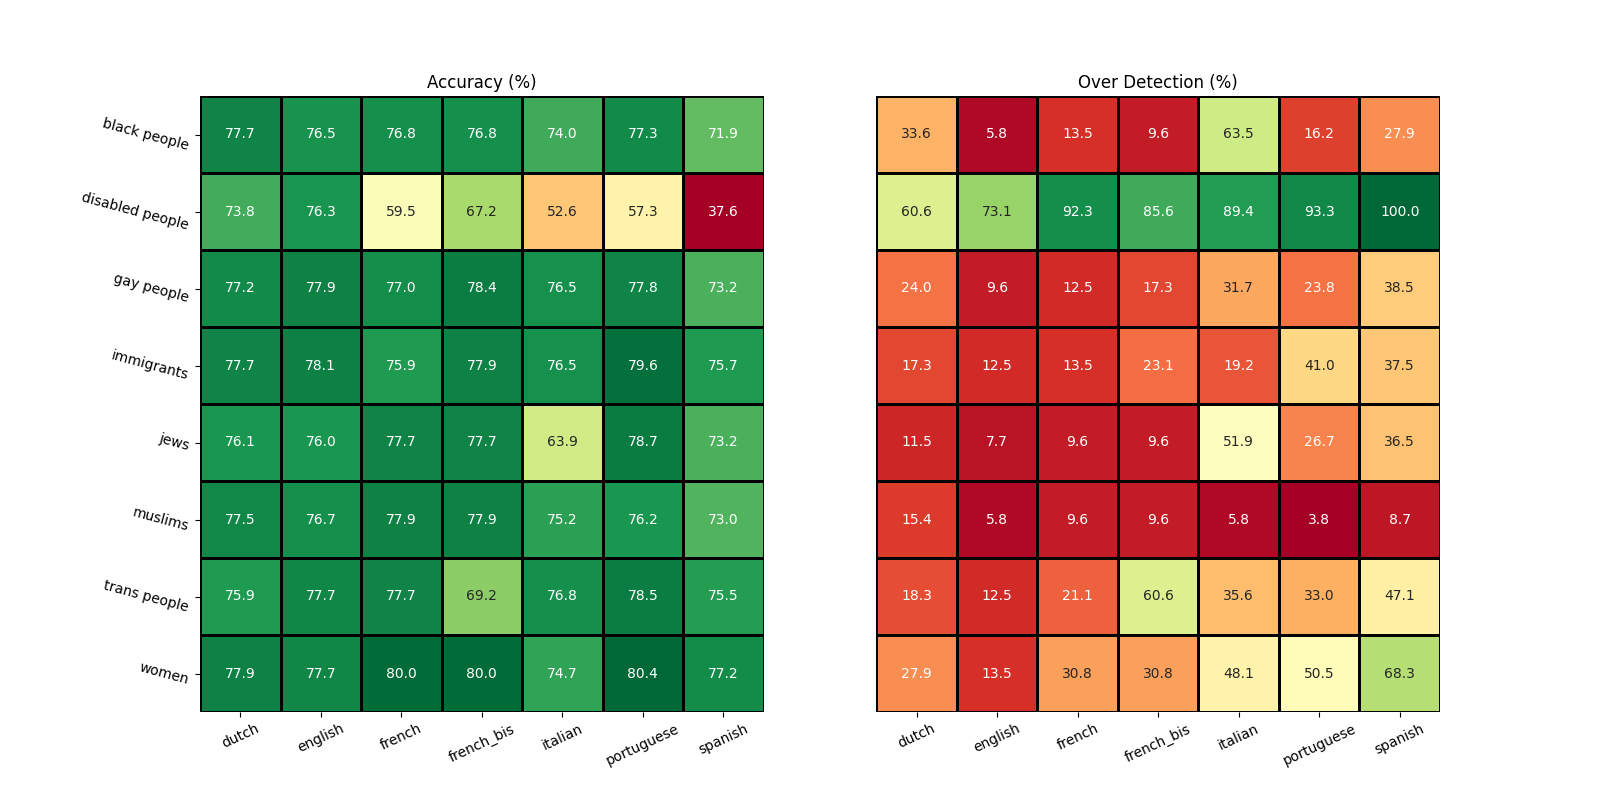 Accuracy (%) Over Detection (%)
black people 77.7 76.5 76.8 76.8 74.0 77.3 71.9 33.6 5.8 13.5 9.6 63.5 16.2 27.9
disabled people 73.8 76.3 59.5 67.2 52.6 57.3 37.6 60.6 73.1 92.3 85.6 89.4 93.3 100.0
gay people 77.2 77.9 77.0 78.4 76.5 77.8 73.2 24.0 9.6 12.5 17.3 31.7 23.8 38.5
immigrants 77.7 78.1 75.9 77.9 76.5 79.6 75.7 17.3 12.5 13.5 23.1 19.2 41.0 37.5
jews 76.1 76.0 77.7 77.7 63.9 78.7 73.2 11.5 7.7 9.6 9.6 51.9 26.7 36.5
muslims 77.5 76.7 77.9 77.9 75.2 76.2 73.0 15.4 5.8 9.6 9.6 5.8 3.8 8.7
trans people 75.9 77.7 77.7 69.2 76.8 78.5 75.5 18.3 12.5 21.1 60.6 35.6 33.0 47.1
women 77.9 77.7 80.0 80.0 74.7 80.4 77.2 27.9 13.5 30.8 30.8 48.1 50.5 68.3
dutch english french french_bis italian portuguese spanish dutch english french french_bis italian portuguese spanish